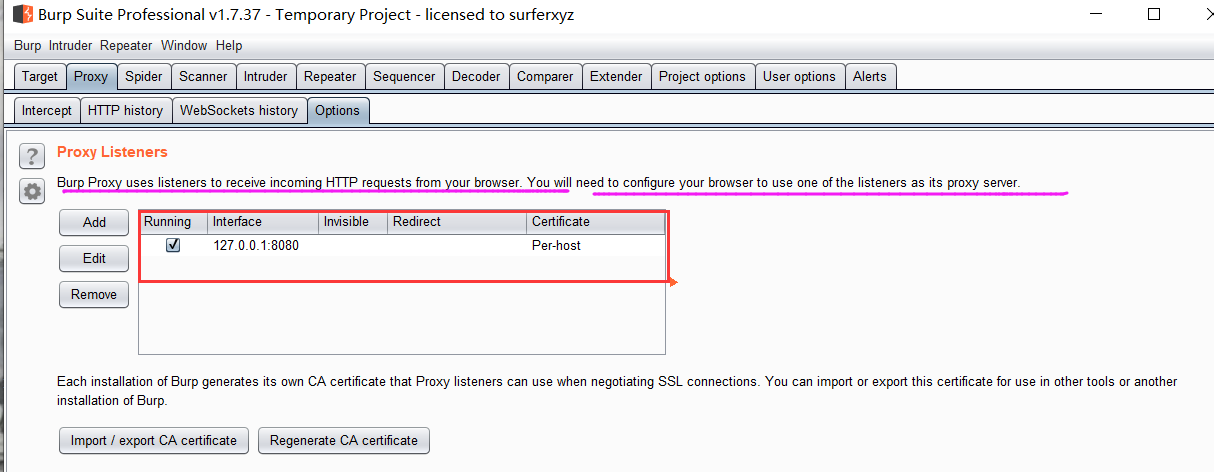 Burp Suite Professional v1.7.37 - Temporary Project - licensed to surferxyz
Burp Intruder Repeater Window Help
Target Proxy Spider Scanner Intruder Repeater Sequencer Decoder Comparer Extender Project options User options Alerts
Intercept HTTP history WebSockets history Options
? Proxy Listeners
Burp Proxy uses listeners to receive incoming HTTP requests from your browser. You will need to configure your browser to use one of the listeners as its proxy server.
Add Running Interface Invisible Redirect Certificate
127.0.0.1:8080 Per-host
Edit
Remove
Each installation of Burp generates its own CA certificate that Proxy listeners can use when negotiating SSL connections. You can import or export this certificate for use in other tools or another
installation of Burp.
Import / export CA certificate Regenerate CA certificate